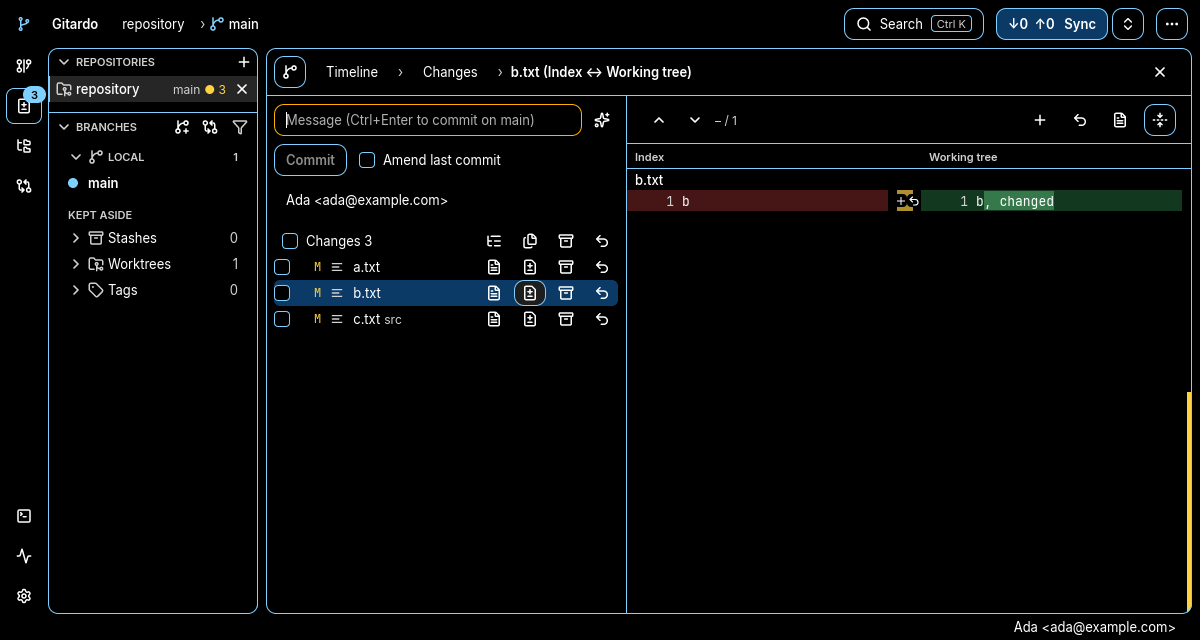 Gitardo repository › main Search Ctrl K ↓0 ↑0 Sync
3
REPOSITORIES
repository main 3
BRANCHES
LOCAL 1
main
KEPT ASIDE
Stashes 0
Worktrees 1
Tags 0
Timeline › Changes › b.txt (Index ↔ Working tree)
Message (Ctrl+Enter to commit on main)
Commit Amend last commit
Ada <ada@example.com>
Changes 3
M a.txt
M b.txt
M c.txt src
– / 1
Index Working tree
b.txt
1 b 1 b, changed
Ada <ada@example.com>